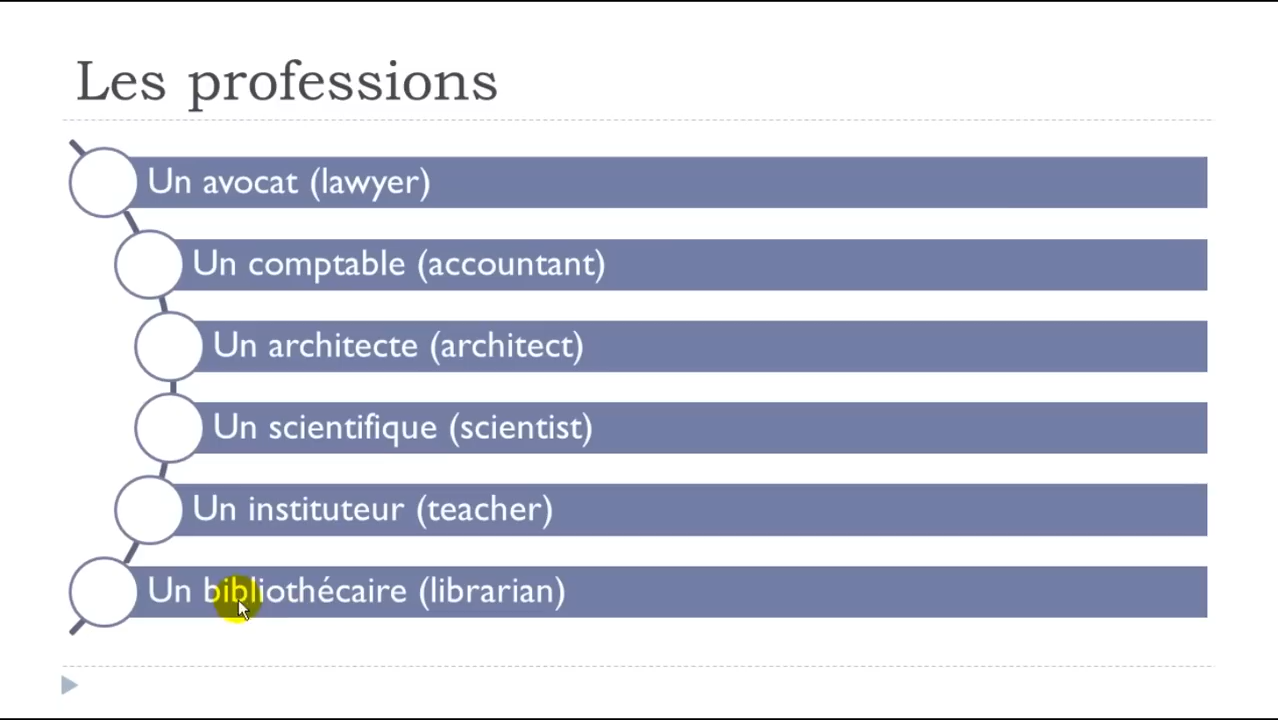 Les professions
Un avocat (lawyer)
Un comptable (accountant)
Un architecte (architect)
Un scientifique (scientist)
Un instituteur (teacher)
Un bibliothécaire (librarian)